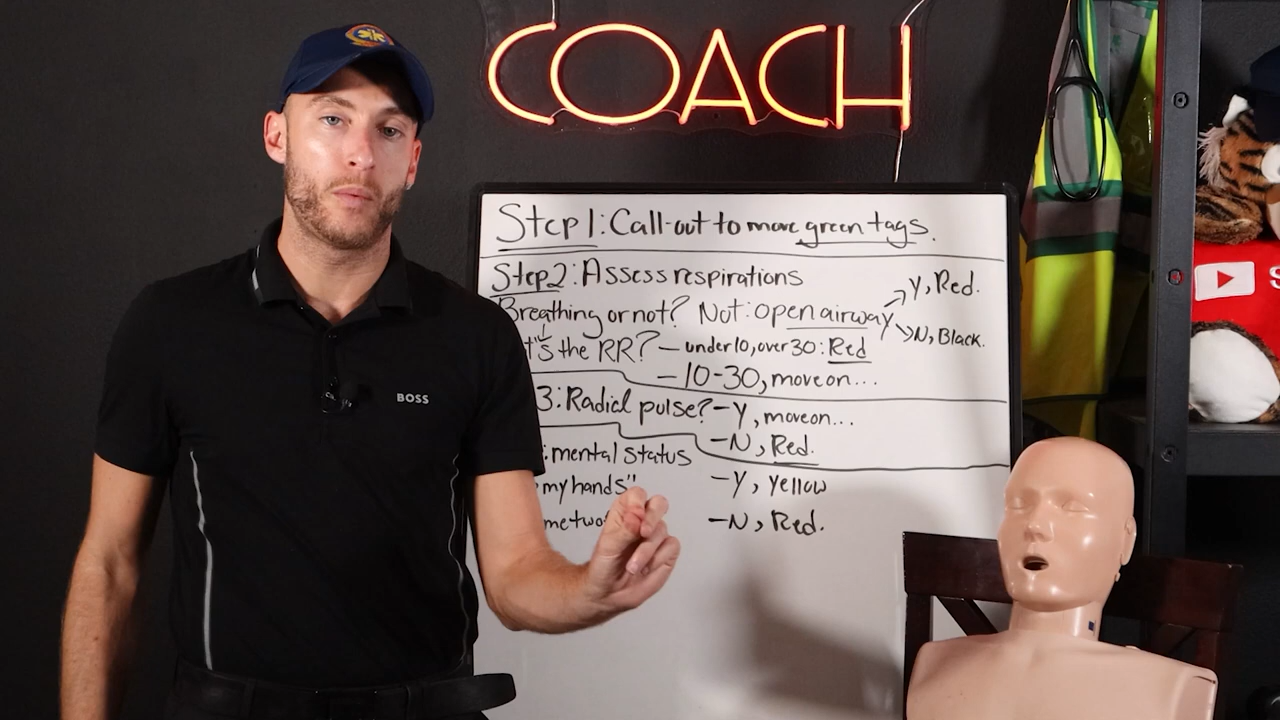 COACH
Step 1: Call-out to move green tags.
Step 2: Assess respirations
Breathing or not? Not: open airway
Y, Red.
N, Black.
t's the RR? - under 10, over 30: Red
- 10-30, move on...
3: Radial pulse? - Y, move on...
- N, Red.
: mental status
my hands" - Y, yellow
me two - N, Red.
BOSS
S